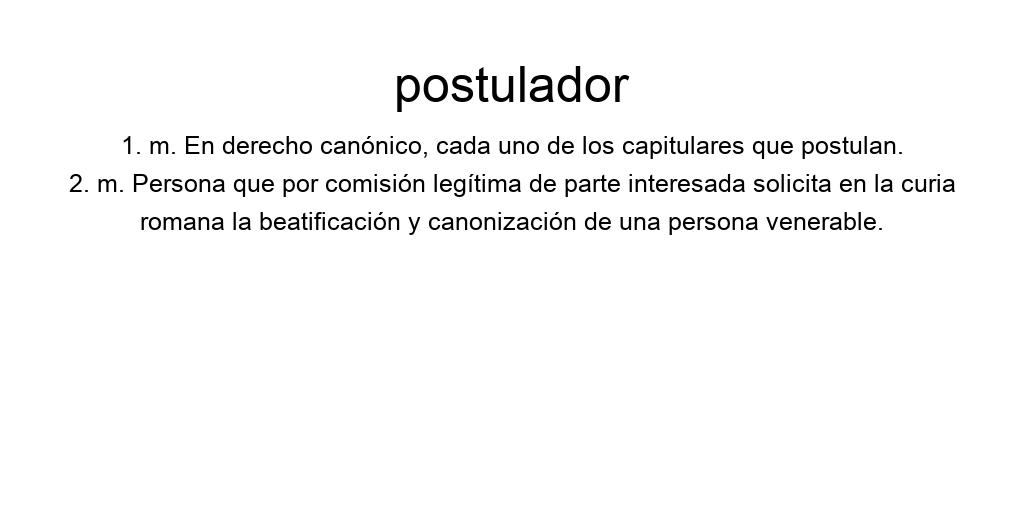 postulador
1. m. En derecho canónico, cada uno de los capitulares que postulan.
2. m. Persona que por comisión legítima de parte interesada solicita en la curia
romana la beatificación y canonización de una persona venerable.